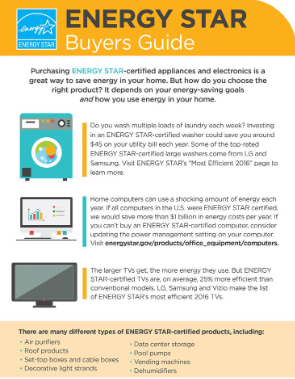 ENERGY STAR
Buyers Guide
energy
ENERGY STAR
Purchasing ENERGY STAR-certified appliances and electronics is a
great way to save energy in your home. But how do you choose the
right product? It depends on your energy-saving goals
and how you use energy in your home.
Do you wash multiple loads of laundry each week? Investing
in an ENERGY STAR-certified washer could save you around
$45 on your utility bill each year. Some of the top-rated
ENERGY STAR-certified large washers come from LG and
Samsung. Visit ENERGY STAR's "Most Efficient 2016" page to
learn more.
Home computers can use a shocking amount of energy each
year. If all computers in the U.S. were ENERGY STAR certified,
we would save more than $1 billion in energy costs per year. If
you can't buy an ENERGY STAR-certified computer, consider
updating the power management setting on your computer.
Visit energystar.gov/products/office_equipment/computers.
The larger TVs get, the more energy they use. But ENERGY
STAR-certified TVs are, on average, 25% more efficient than
conventional models. LG, Samsung and Vizio make the list
of ENERGY STAR's most efficient 2016 TVs.
There are many different types of ENERGY STAR-certified products, including:
• Air purifiers
• Roof products
• Set-top boxes and cable boxes
• Decorative light strands
• Data center storage
• Pool pumps
• Vending machines
• Dehumidifiers